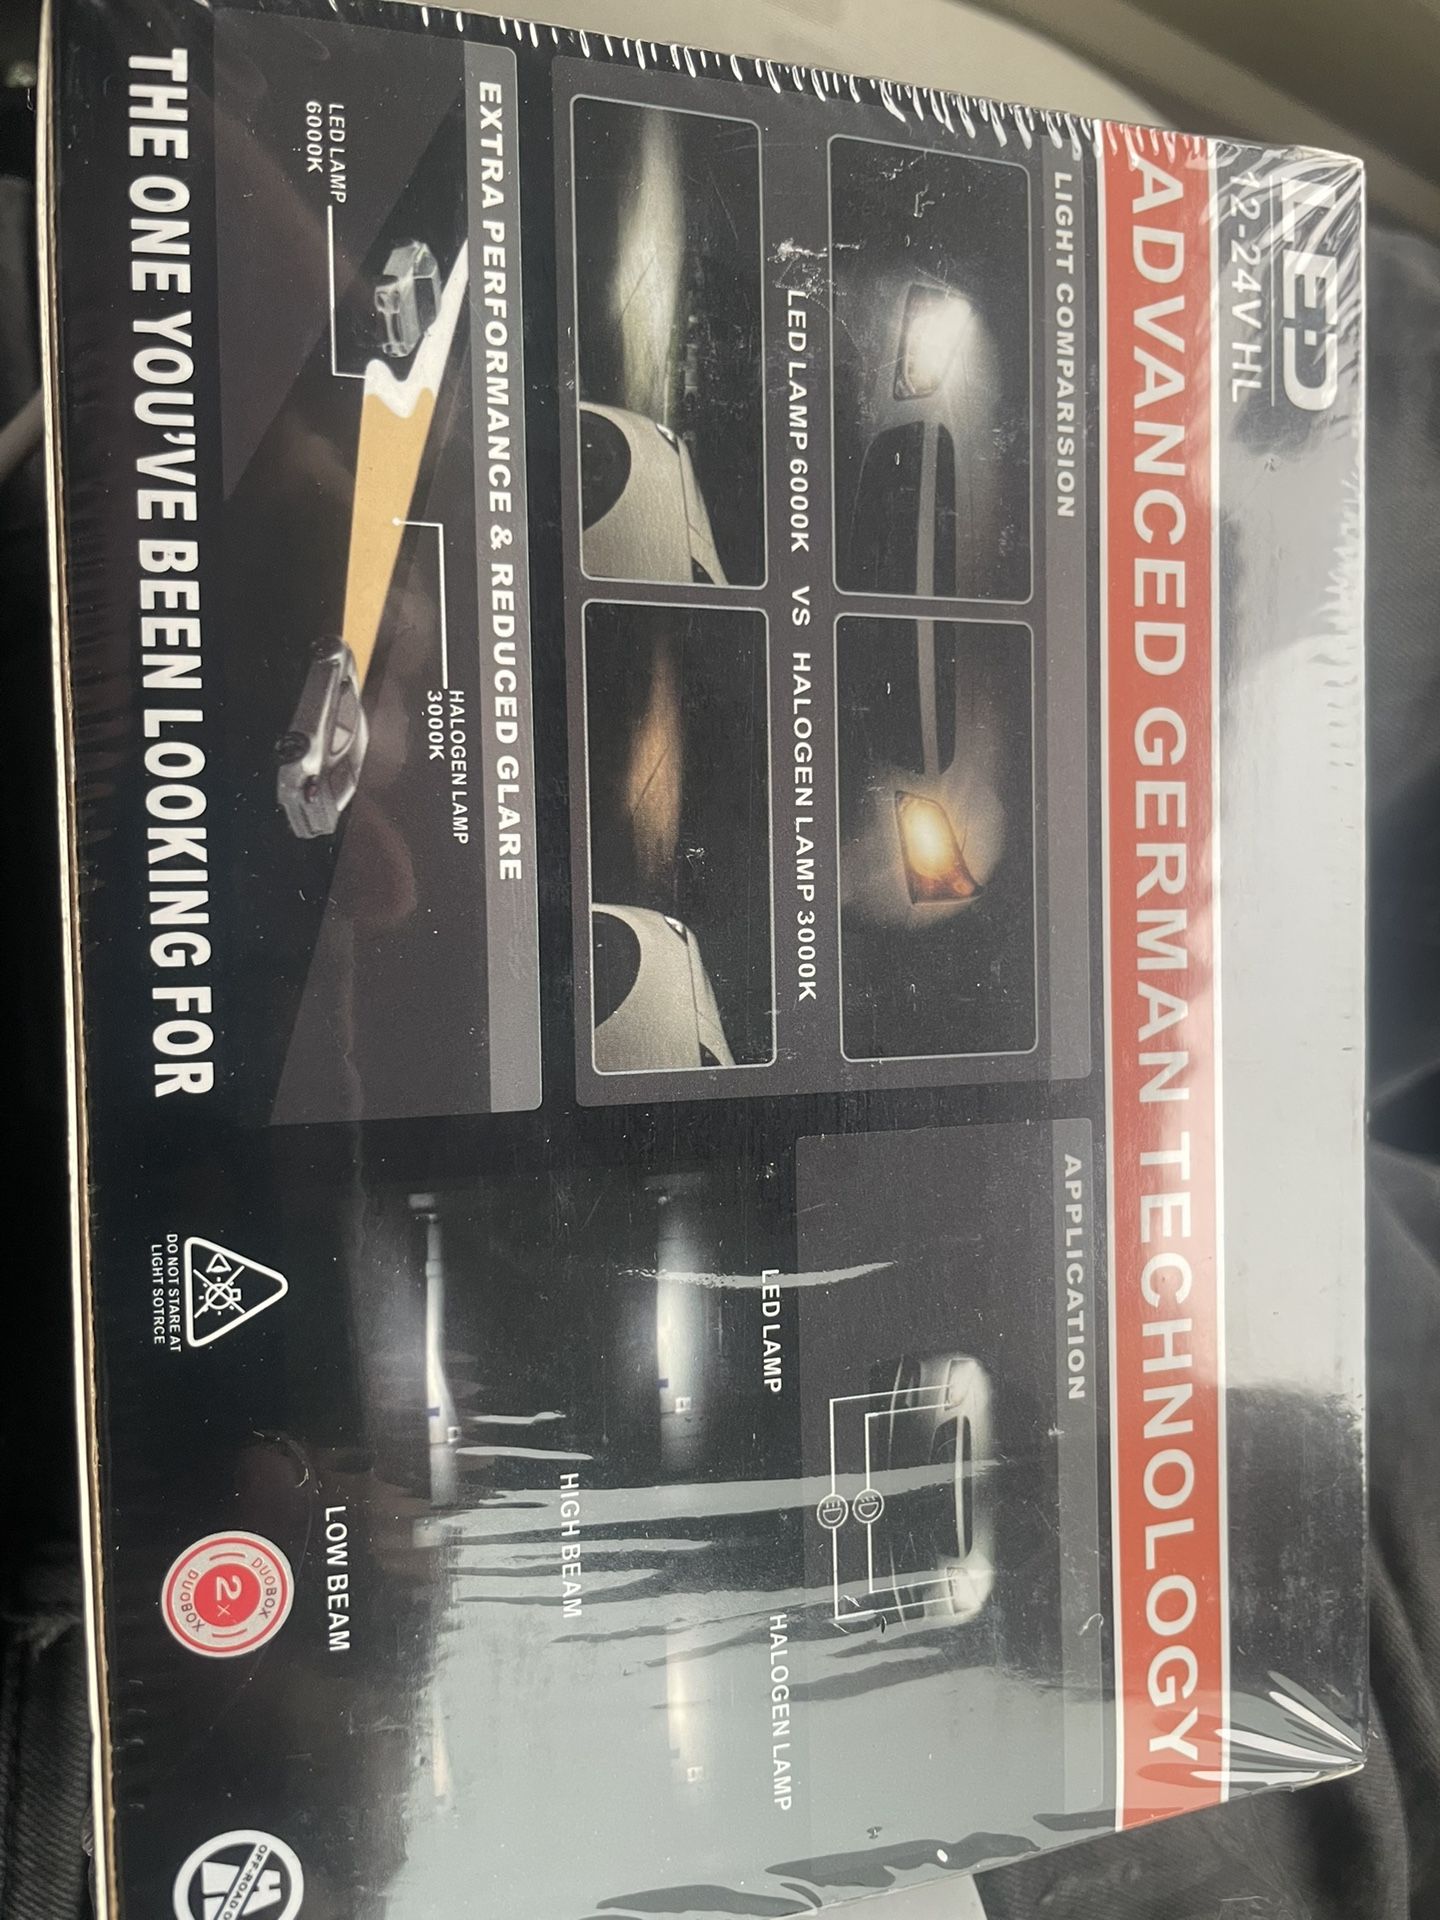 LED
12-24V HL
ADVANCED GERMAN TECHNOLOGY
LIGHT COMPARISION
LED LAMP 6000K VS HALOGEN LAMP 3000K
EXTRA PERFORMANCE & REDUCED GLARE
LED LAMP
6000K
HALOGEN LAMP
3000K
THE ONE YOU'VE BEEN LOOKING FOR
APPLICATION
LED LAMP
HALOGEN LAMP
HIGH BEAM
LOW BEAM
DO NOT STARE AT
LIGHT SOTRCE
DUOBOX
2x
DUOBOX
OFF-ROAD